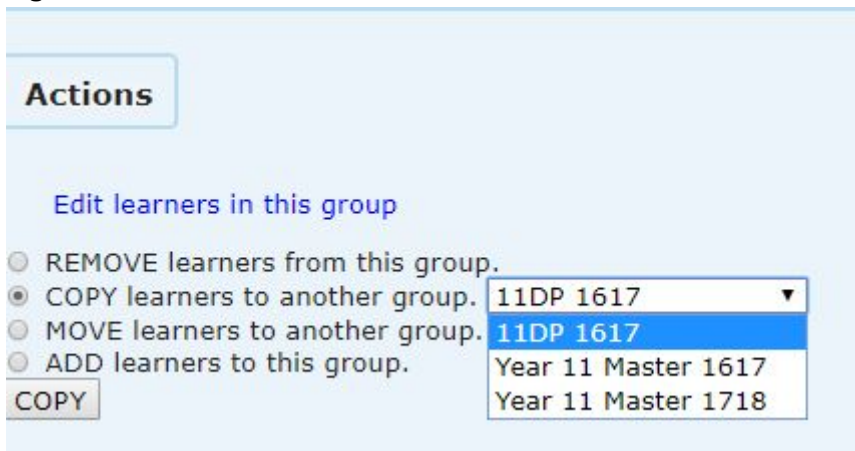 Actions
Edit learners in this group
REMOVE learners from this group.
COPY learners to another group. 11DP 1617
MOVE learners to another group. 11DP 1617
ADD learners to this group. Year 11 Master 1617
COPY Year 11 Master 1718